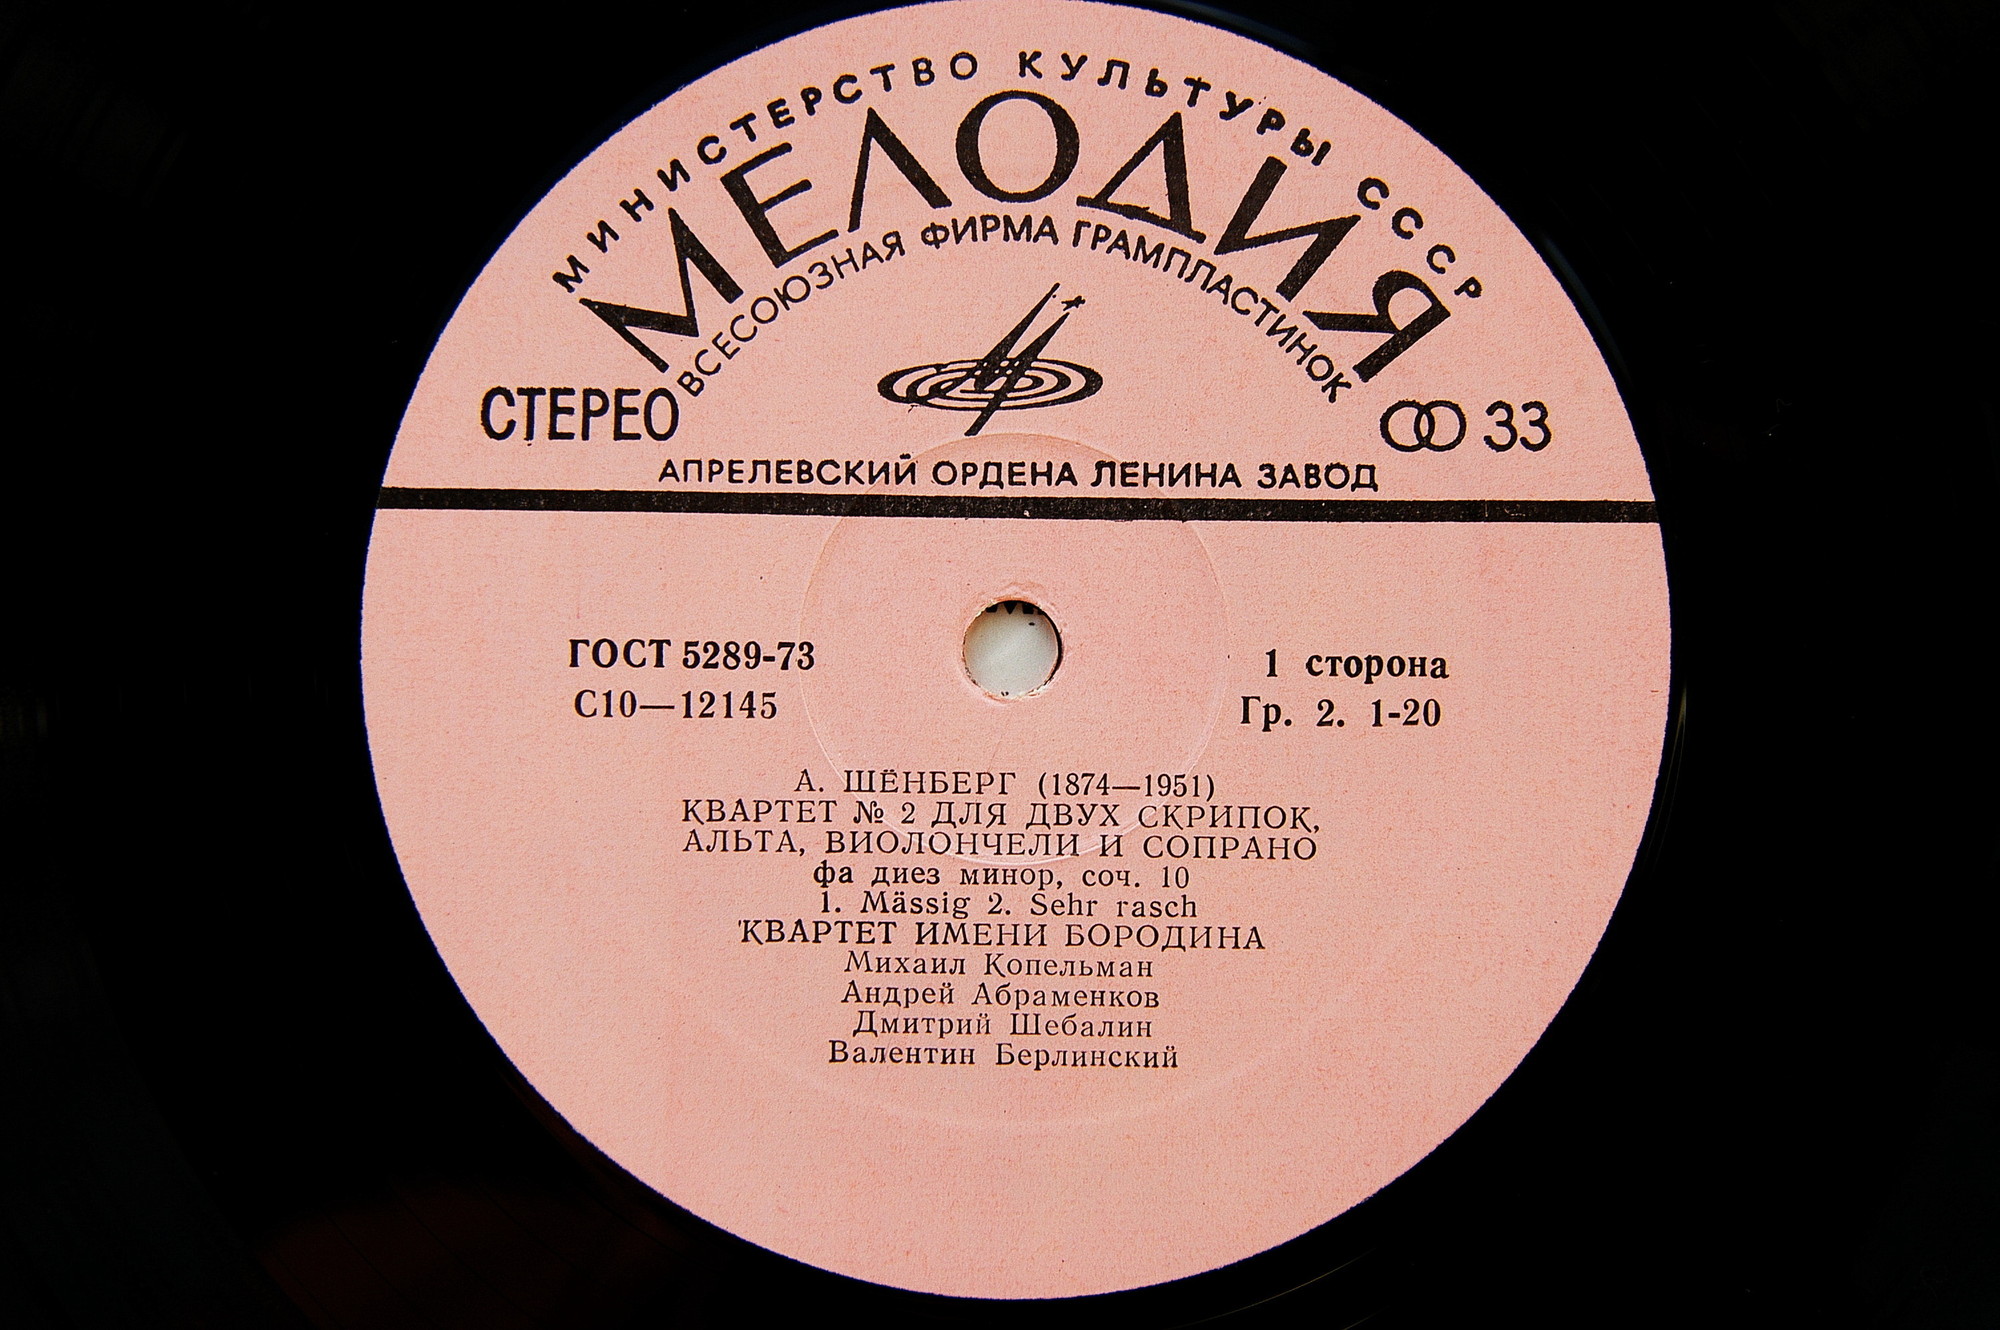 МИНИСТЕРСТВО КУЛЬТУРЫ СССР
МЕЛОДИЯ
ВСЕСОЮЗНАЯ ФИРМА ГРАМПЛАСТИНОК
СТЕРЕО
33
АПРЕЛЕВСКИЙ ОРДЕНА ЛЕНИНА ЗАВОД
ГОСТ 5289-73
1 сторона
С10—12145
Гр. 2. 1-20
А. ШЁНБЕРГ (1874—1951)
КВАРТЕТ № 2 ДЛЯ ДВУХ СКРИПОК,
АЛЬТА, ВИОЛОНЧЕЛИ И СОПРАНО
фа диез минор, соч. 10
1. Mässig 2. Sehr rasch
КВАРТЕТ ИМЕНИ БОРОДИНА
Михаил Копельман
Андрей Абраменков
Дмитрий Шебалин
Валентин Берлинский